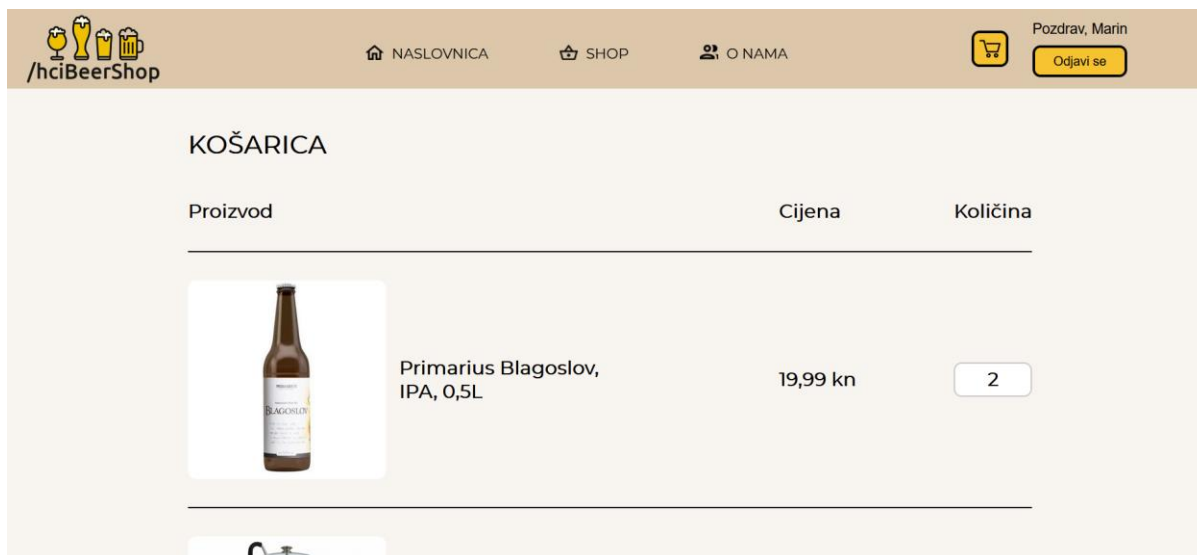 /hciBeerShop
NASLOVNICA
SHOP
O NAMA
Pozdrav, Marin
Odjavi se
KOŠARICA
Proizvod
Cijena
Količina
BLAGOSLOV
Primarius Blagoslov,
IPA, 0,5L
19,99 kn
2